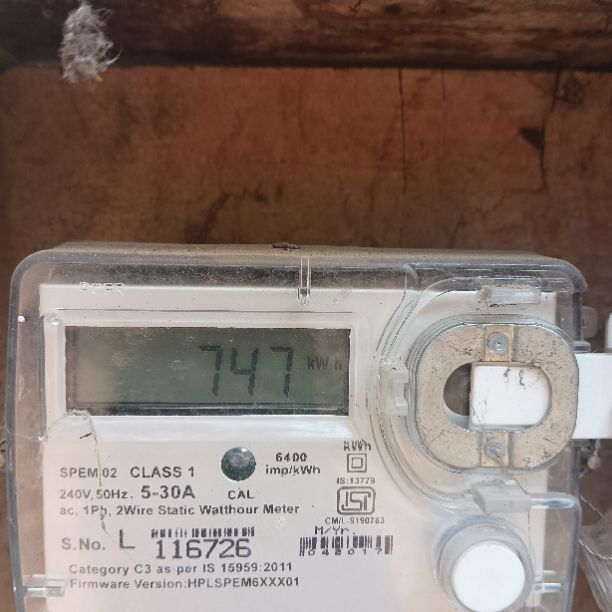 747 kWh
6400
imp/kWh
kWh
SPEM 02 CLASS 1
240V,50Hz. 5-30A
CAL
IS:13779
ISI
CM/L-9190783
ac, 1Ph, 2Wire Static Watthour Meter
M/Yr.
S.No. L 116726
042017
Category C3 as per IS 15959:2011
Firmware Version:HPLSPEM6XXX01